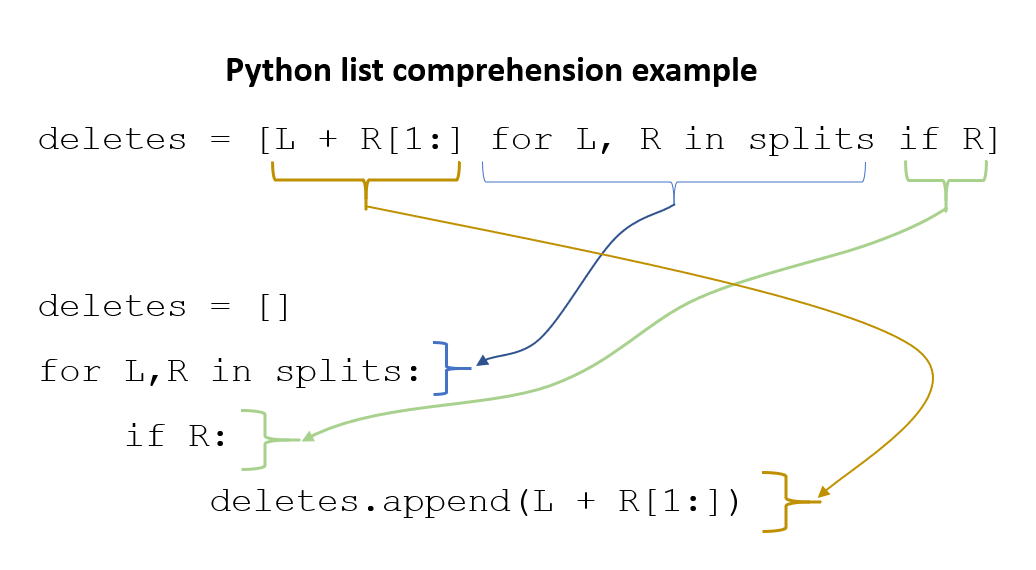 Python list comprehension example
deletes = [L + R[1:] for L, R in splits if R]
deletes = []
for L,R in splits:
if R:
deletes.append(L + R[1:])